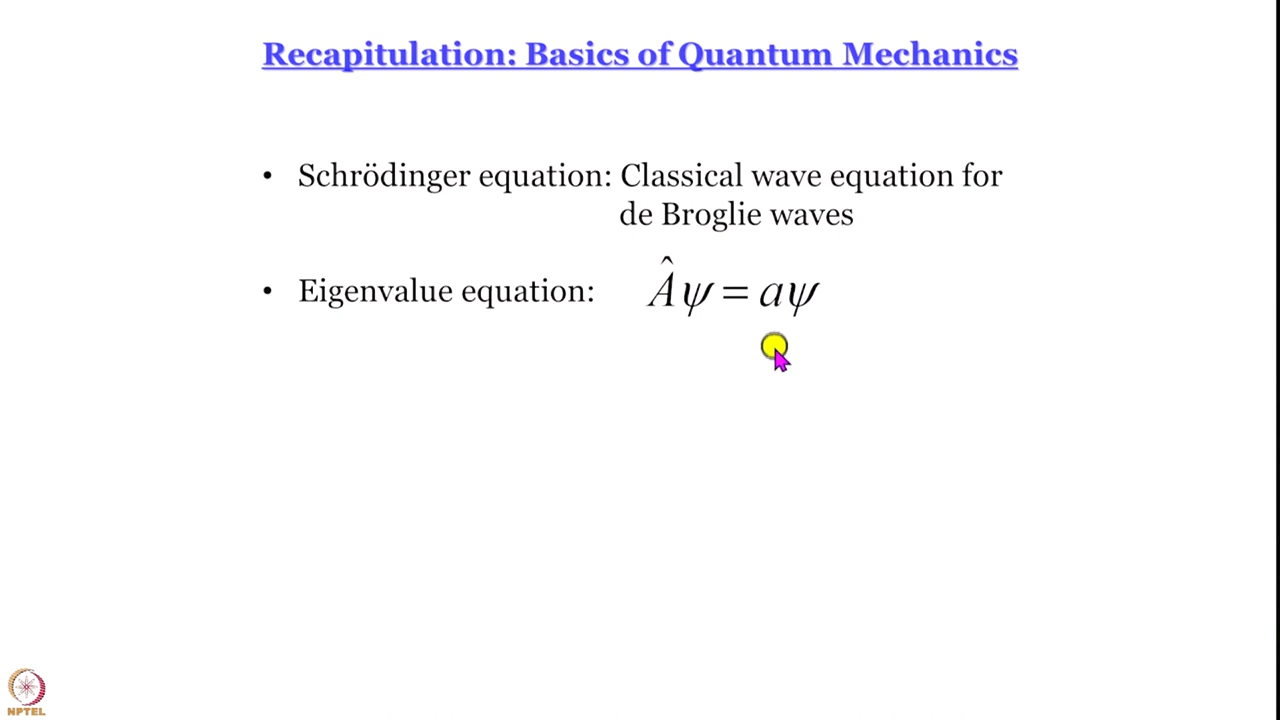 Recapitulation: Basics of Quantum Mechanics
• Schrödinger equation: Classical wave equation for
de Broglie waves
• Eigenvalue equation: Âψ = aψ
NPTEL